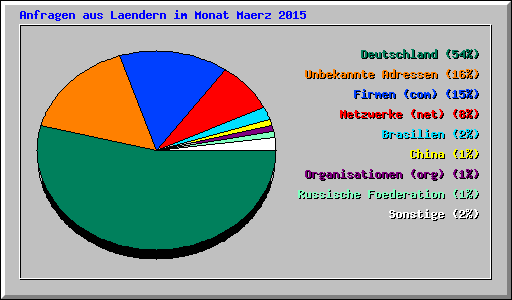 Anfragen aus Laendern im Monat Maerz 2015
Deutschland (54%)
Unbekannte Adressen (16%)
Firmen (com) (15%)
Netzwerke (net) (8%)
Brasilien (2%)
China (1%)
Organisationen (org) (1%)
Russische Foederation (1%)
Sonstige (2%)